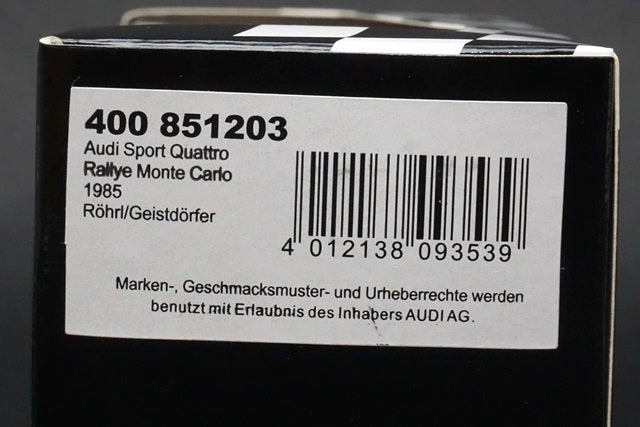 400 851203
Audi Sport Quattro
Rallye Monte Carlo
1985
Röhrl/Geistdörfer
4 012138 093539
Marken-, Geschmacksmuster- und Urheberrechte werden
benutzt mit Erlaubnis des Inhabers AUDI AG.